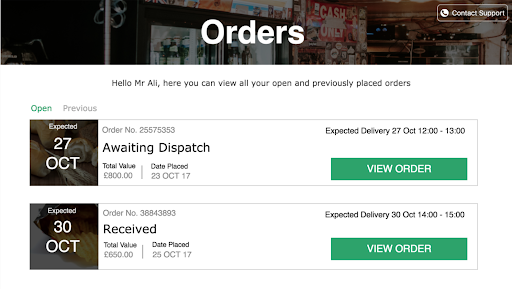 Orders
Contact Support
CASH
ONLY
Hello Mr Ali, here you can view all your open and previously placed orders
Open Previous
Expected
27
OCT
Order No. 25575353
Awaiting Dispatch
Total Value Date Placed
£800.00 23 OCT 17
Expected Delivery 27 Oct 12:00 - 13:00
VIEW ORDER
Expected
30
OCT
Order No. 38843893
Received
Total Value Date Placed
£650.00 25 OCT 17
Expected Delivery 30 Oct 14:00 - 15:00
VIEW ORDER